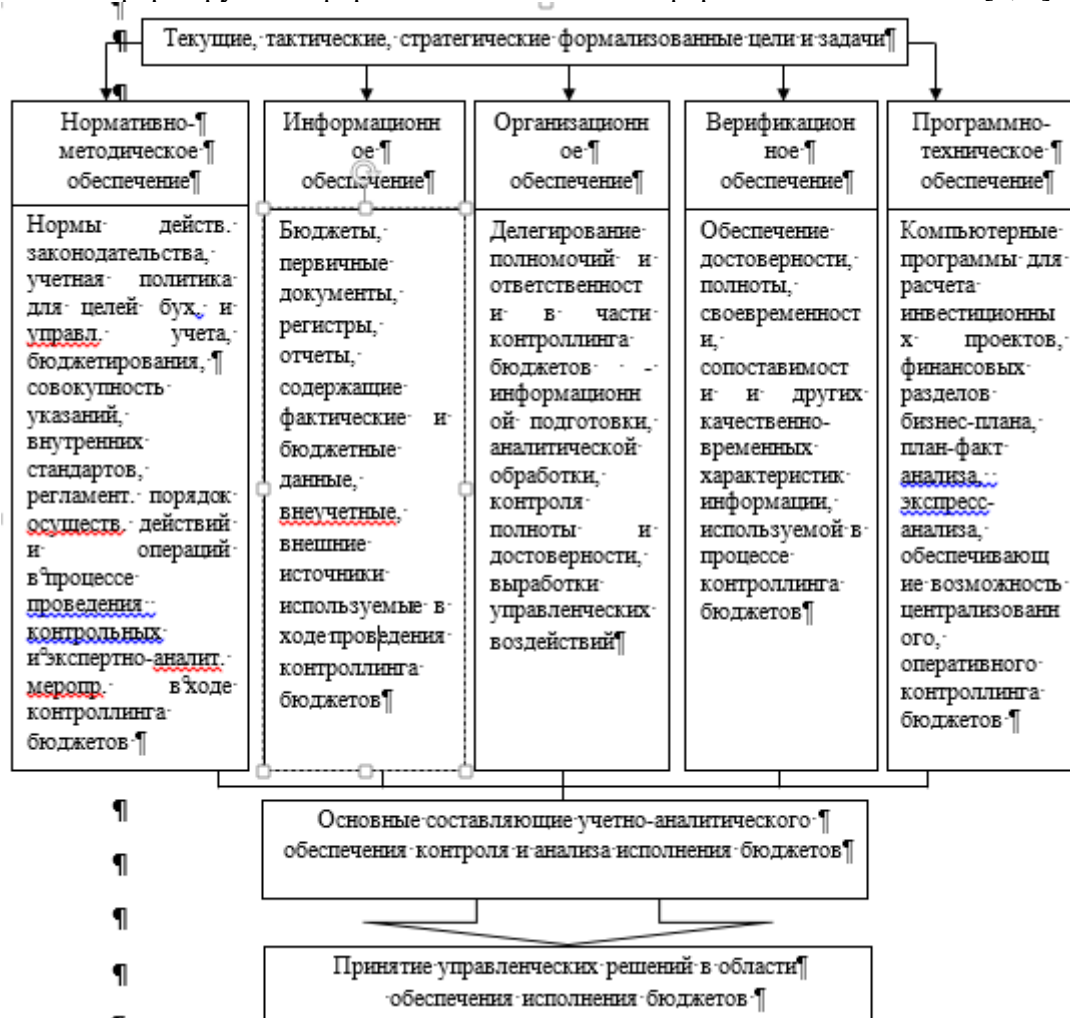 Текущие, тактические, стратегические формализованные цели и задачи¶
Нормативно-¶
методическое ¶
обеспечение¶
Нормы действ.
законодательства,
учетная политика
для целей бух, и
управл. учета,
бюджетирования, ¶
совокупность
указаний,
внутренних
стандартов,
регламент. порядок
осуществ. действий
и операций
в°процессе
проведения
контрольных
и°экспертно-аналит.
меропр. в°ходе
контроллинга
бюджетов ¶
Информационн
ое ¶
обеспечение¶
Бюджеты,
первичные
документы,
регистры,
отчеты,
содержащие
фактические и
бюджетные
данные,
внеучетные,
внешние
источники
используемые в
ходе проведения
контроллинга
бюджетов¶
Организационн
ое ¶
обеспечение¶
Делегирование
полномочий и
ответственност
и в части
контроллинга
бюджетов -
информационн
ой подготовки,
аналитической
обработки,
контроля
полноты и
достоверности,
выработки
управленческих
воздействий¶
Верификацион
ное ¶
обеспечение¶
Обеспечение
достоверности,
полноты,
своевременност
и,
сопоставимост
и и других
качественно-
временных
характеристик
информации,
используемой в
процессе
контроллинга
бюджетов¶
Программно-
техническое ¶
обеспечение¶
Компьютерные
программы для
расчета
инвестиционны
х проектов,
финансовых
разделов
бизнес-плана,
план-факт
анализа,
экспресс-
анализа,
обеспечивающ
ие возможность
централизованн
ого,
оперативного
контроллинга
бюджетов ¶
Основные составляющие учетно-аналитического ¶
обеспечения контроля и анализа исполнения бюджетов¶
Принятие управленческих решений в области¶
обеспечения исполнения бюджетов ¶